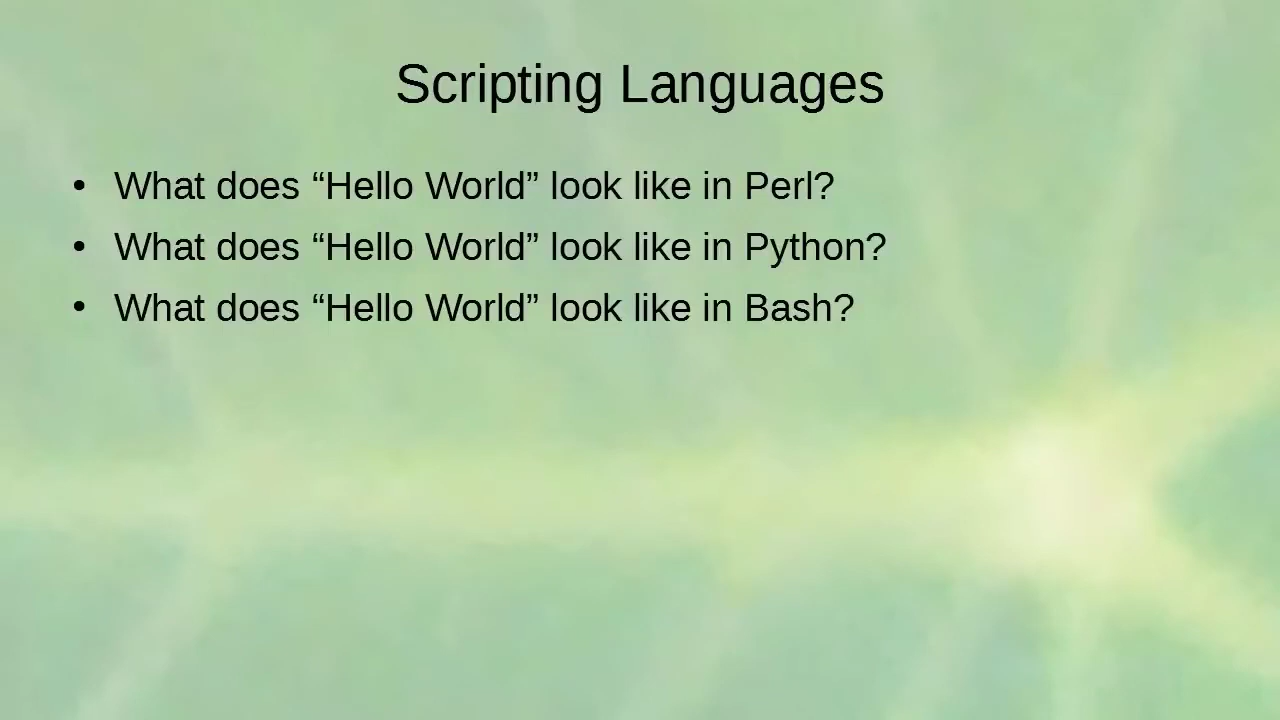 Scripting Languages
• What does “Hello World” look like in Perl?
• What does “Hello World” look like in Python?
• What does “Hello World” look like in Bash?